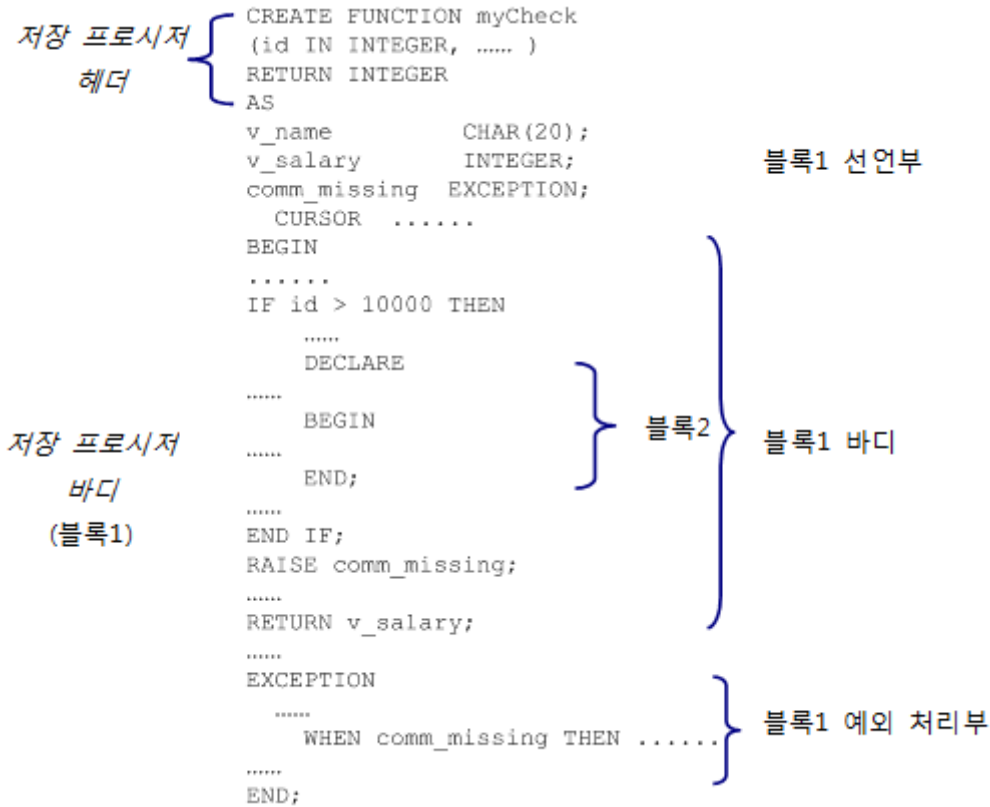 저장 프로시저
헤더
CREATE FUNCTION myCheck
(id IN INTEGER, …… )
RETURN INTEGER
AS
v_name CHAR(20);
v_salary INTEGER;
comm_missing EXCEPTION;
CURSOR ......
블록1 선언부
BEGIN
......
IF id > 10000 THEN
……
DECLARE
……
BEGIN
……
END;
블록2
블록1 바디
저장 프로시저
바디
(블록1)
……
END IF;
RAISE comm_missing;
……
RETURN v_salary;
……
EXCEPTION
……
WHEN comm_missing THEN ......
블록1 예외 처리부
……
END;